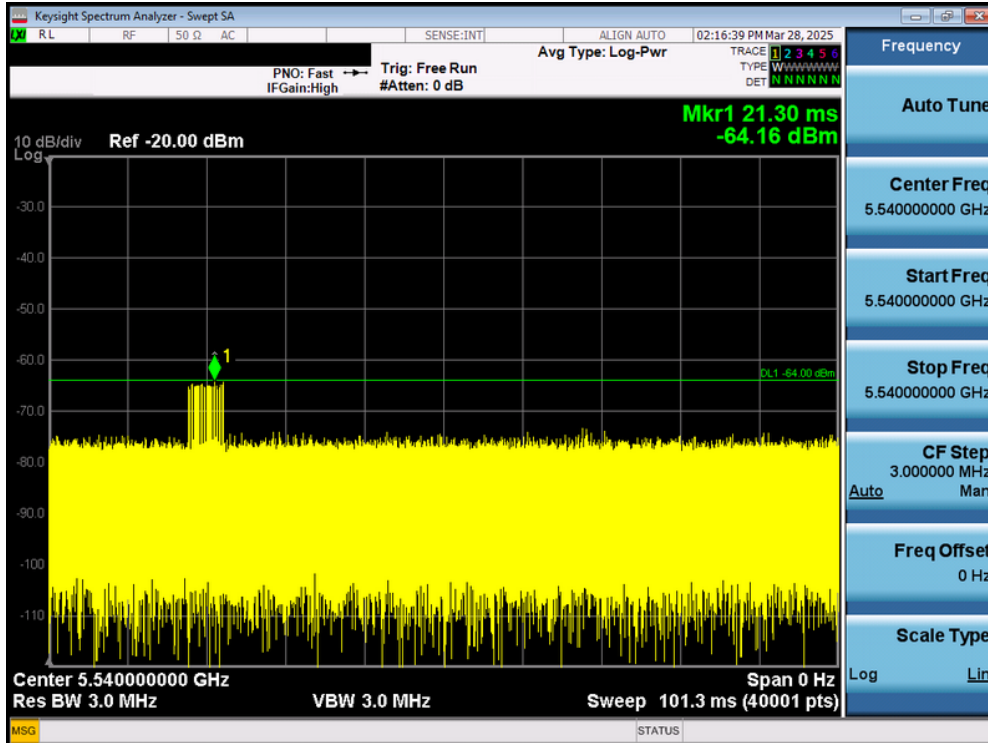 Keysight Spectrum Analyzer - Swept SA
LXI RL RF 50 Ω AC SENSE:INT ALIGN AUTO 02:16:39 PM Mar 28, 2025
PNO: Fast
IFGain:High
Trig: Free Run
#Atten: 0 dB
Avg Type: Log-Pwr
TRACE 1 2 3 4 5 6
TYPE WWWWWW
DET N N N N N N
Mkr1 21.30 ms
-64.16 dBm
10 dB/div Ref -20.00 dBm
Log
-30.0
-40.0
-50.0
-60.0
1
DL1 -64.00 dBm
-70.0
-80.0
-90.0
-100
-110
Center 5.540000000 GHz Span 0 Hz
Res BW 3.0 MHz VBW 3.0 MHz Sweep 101.3 ms (40001 pts)
MSG STATUS
Frequency
Auto Tune
Center Freq
5.540000000 GHz
Start Freq
5.540000000 GHz
Stop Freq
5.540000000 GHz
CF Step
3.000000 MHz
Auto Man
Freq Offset
0 Hz
Scale Type
Log Lin